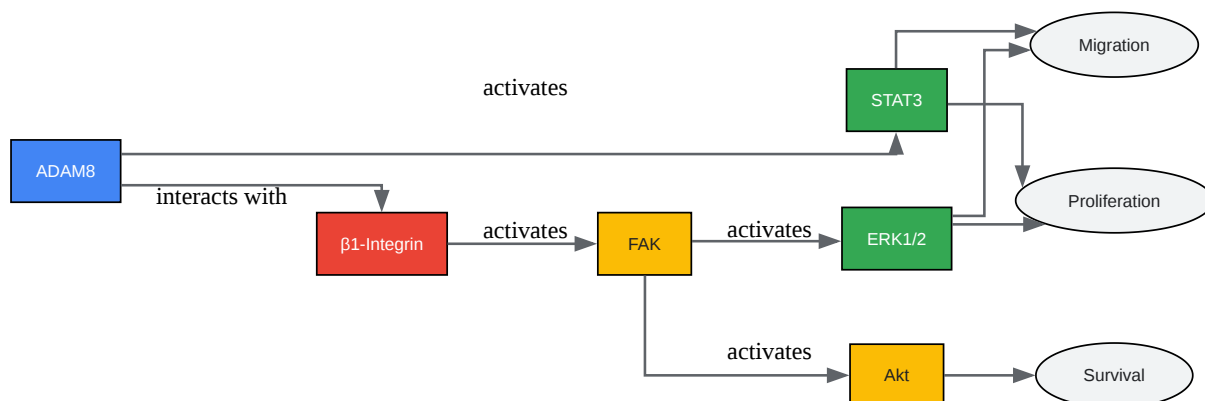 Migration
activates
STAT3
ADAM8
interacts with
Proliferation
β1-Integrin
activates
FAK
activates
ERK1/2
activates
Akt
Survival